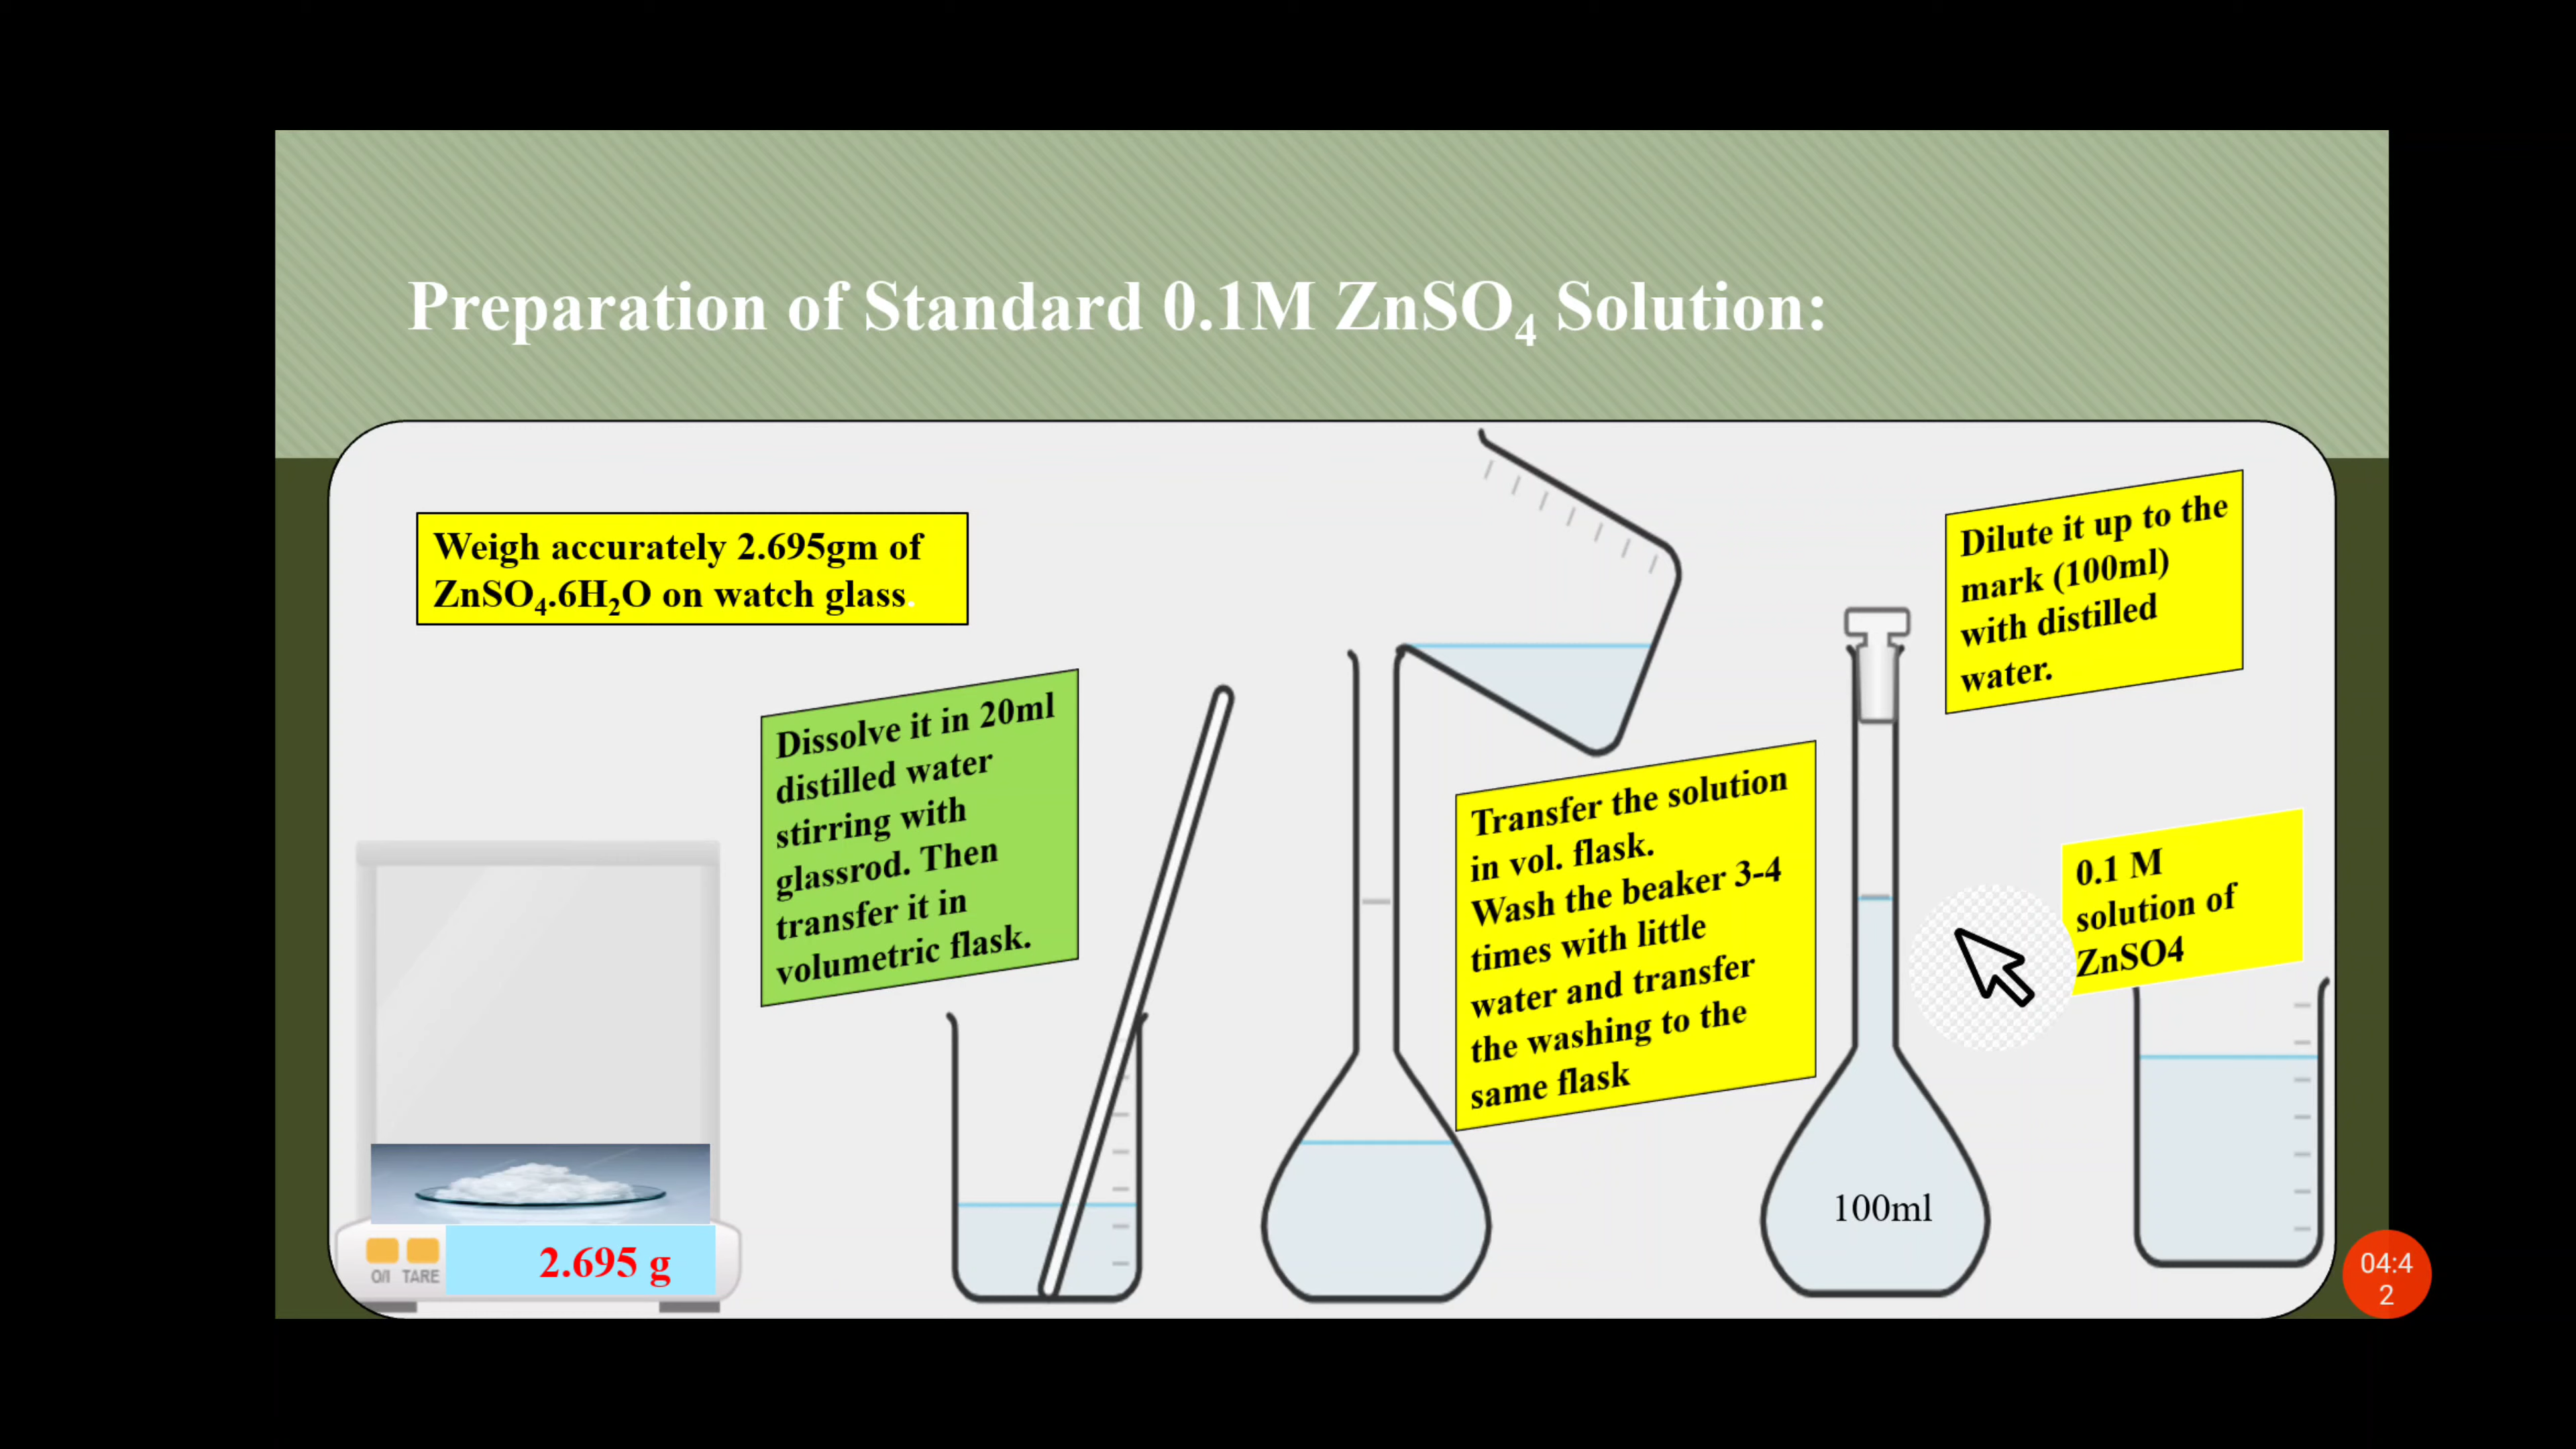 Preparation of Standard 0.1M ZnSO₄ Solution:
Weigh accurately 2.695gm of
ZnSO₄.6H₂O on watch glass.
Dissolve it in 20ml
distilled water
stirring with
glassrod. Then
transfer it in
volumetric flask.
Transfer the solution
in vol. flask.
Wash the beaker 3-4
times with little
water and transfer
the washing to the
same flask
Dilute it up to the
mark (100ml)
with distilled
water.
0.1 M
solution of
ZnSO4
100ml
O/I TARE
2.695 g
04:4
2